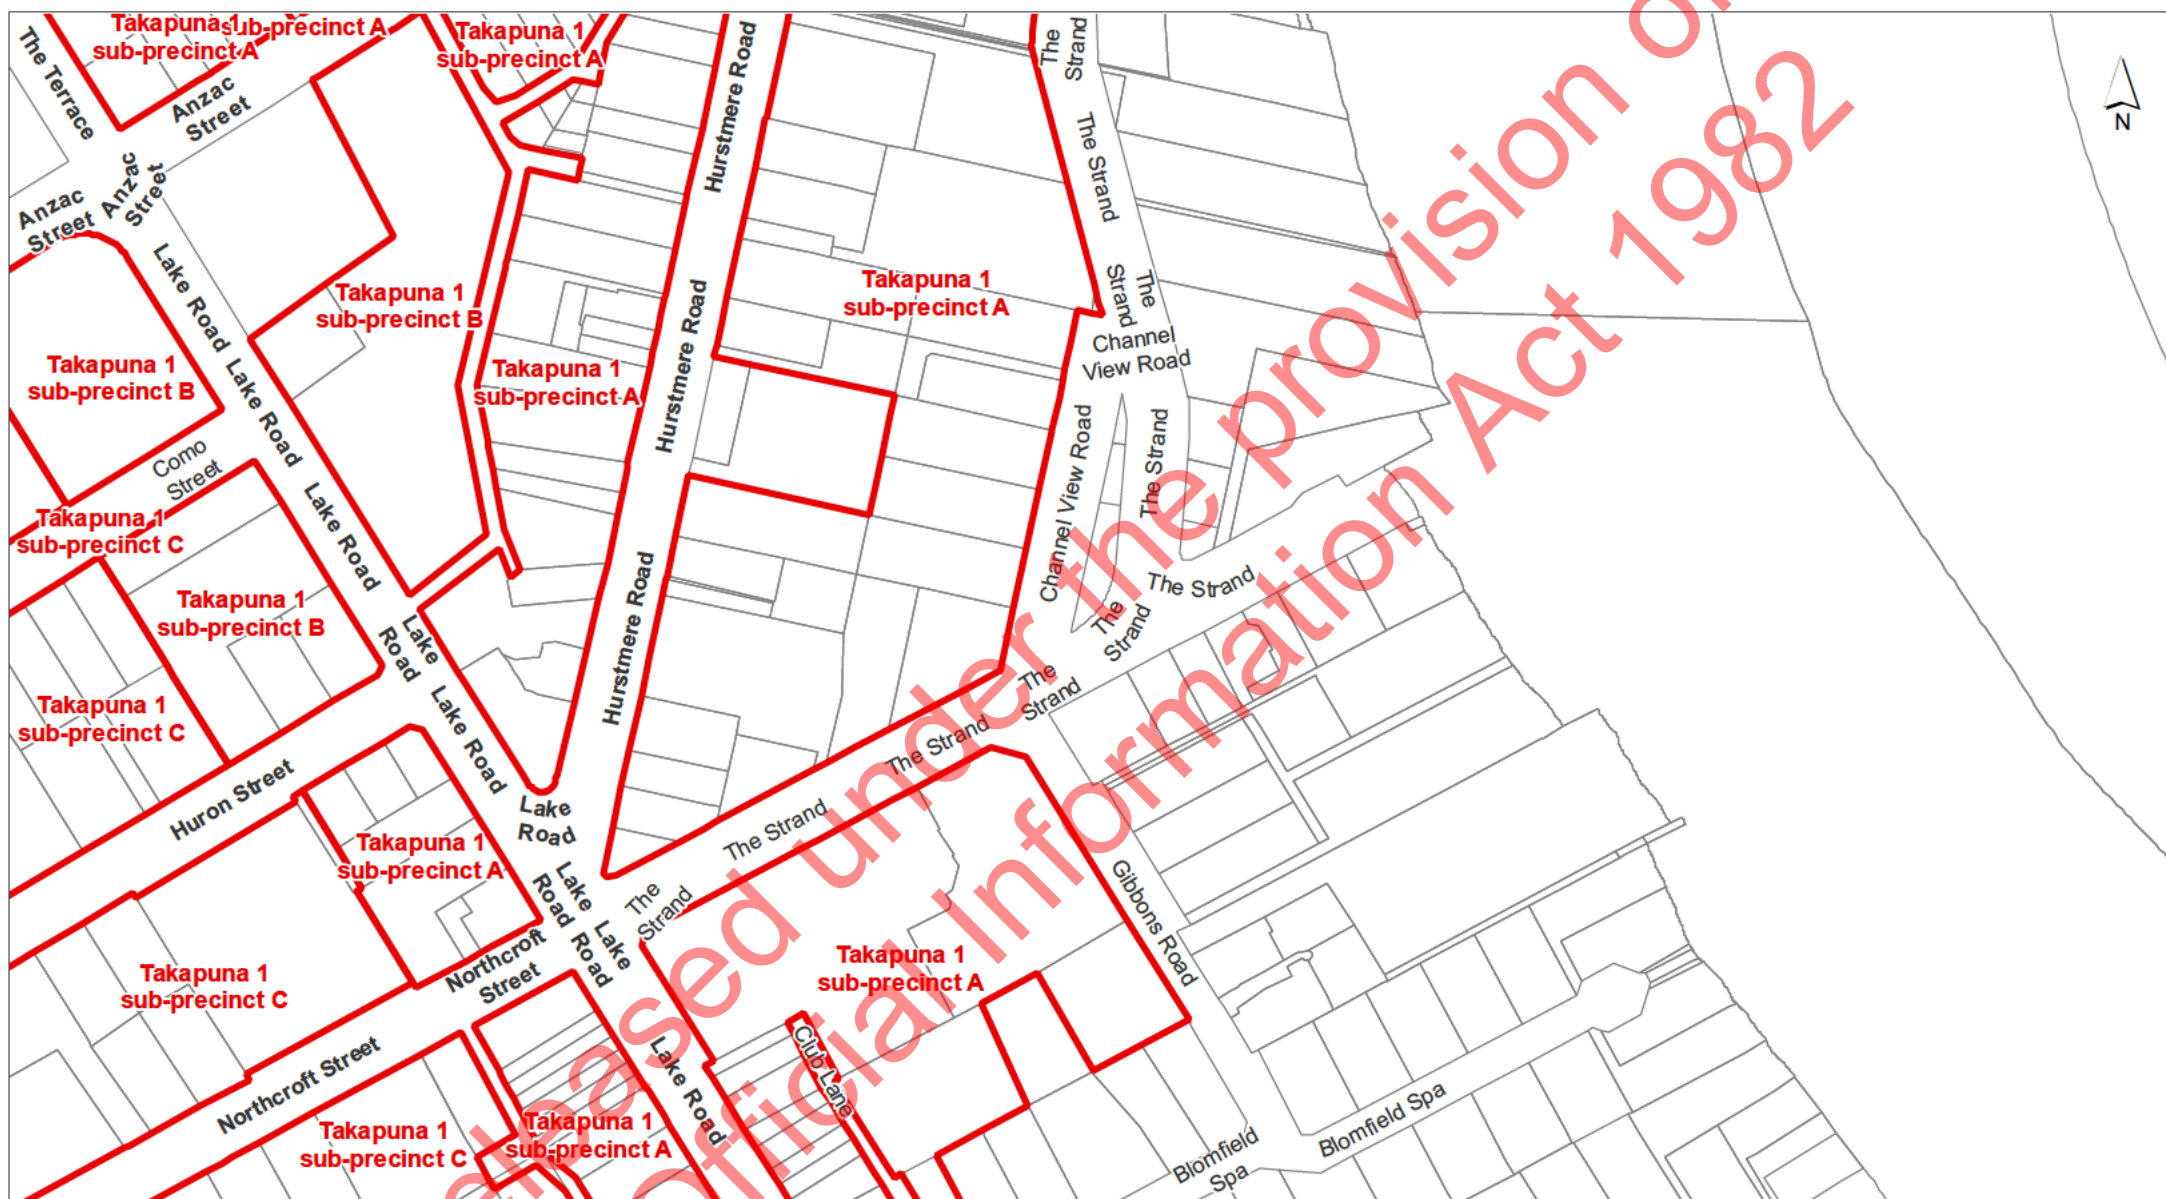 Takapuna 1
sub-precinct A
sub-precinct A
Takapuna 1
sub-precinct A
The Terrace
Anzac
Street
Anzac
Street
Anzac
Street
Hurstmere Road
The
Strand
The Strand
N
Lake Road
Takapuna 1
sub-precinct B
Takapuna 1
sub-precinct A
The
Strand
The
Strand
Channel
View Road
Takapuna 1
sub-precinct B
Lake Road
Takapuna 1
sub-precinct A
Hurstmere Road
Como
Street
Lake Road
Channel View Road
The Strand
Takapuna 1
sub-precinct C
Takapuna 1
sub-precinct B
Lake
Road
Hurstmere Road
The Strand
The
Strand
The
Strand
Takapuna 1
sub-precinct C
Lake Road
The Strand
Huron Street
Lake
Road
The Strand
Takapuna 1
sub-precinct A
Lake
Road
Lake
Road
The
Strand
Gibbons Road
Northcroft
Street
Takapuna 1
sub-precinct C
Takapuna 1
sub-precinct A
Northcroft Street
Lake Road
Club Lane
Takapuna 1
sub-precinct C
Takapuna 1
sub-precinct A
Blomfield
Spa
Blomfield Spa
eased under the provision o
Official Information Act 1982